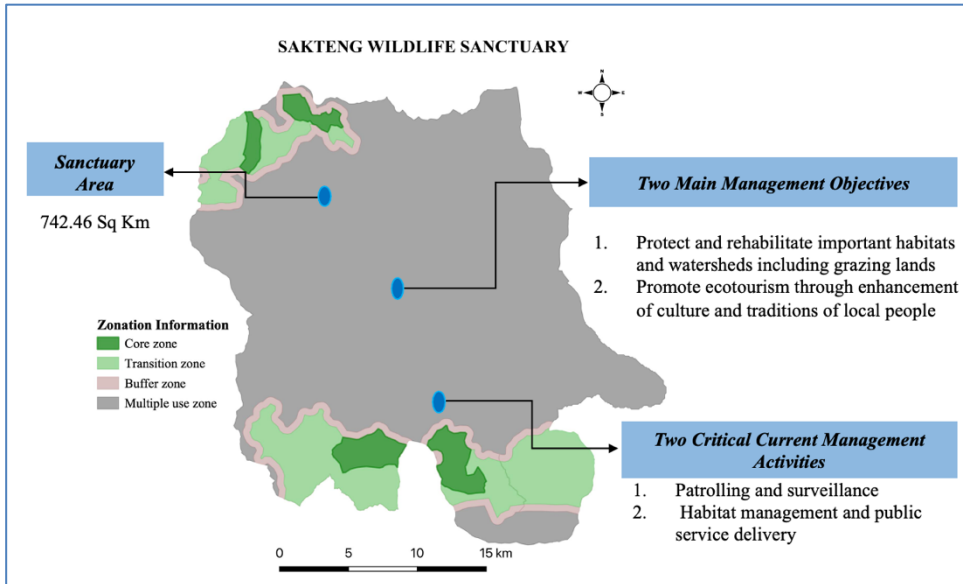 SAKTENG WILDLIFE SANCTUARY
N
W
E
S
Sanctuary
Area
742.46 Sq Km
Two Main Management Objectives
1. Protect and rehabilitate important habitats
and watersheds including grazing lands
2. Promote ecotourism through enhancement
of culture and traditions of local people
Zonation Information
Core zone
Transition zone
Buffer zone
Multiple use zone
Two Critical Current Management
Activities
1. Patrolling and surveillance
2. Habitat management and public
service delivery
0 5 10 15 km